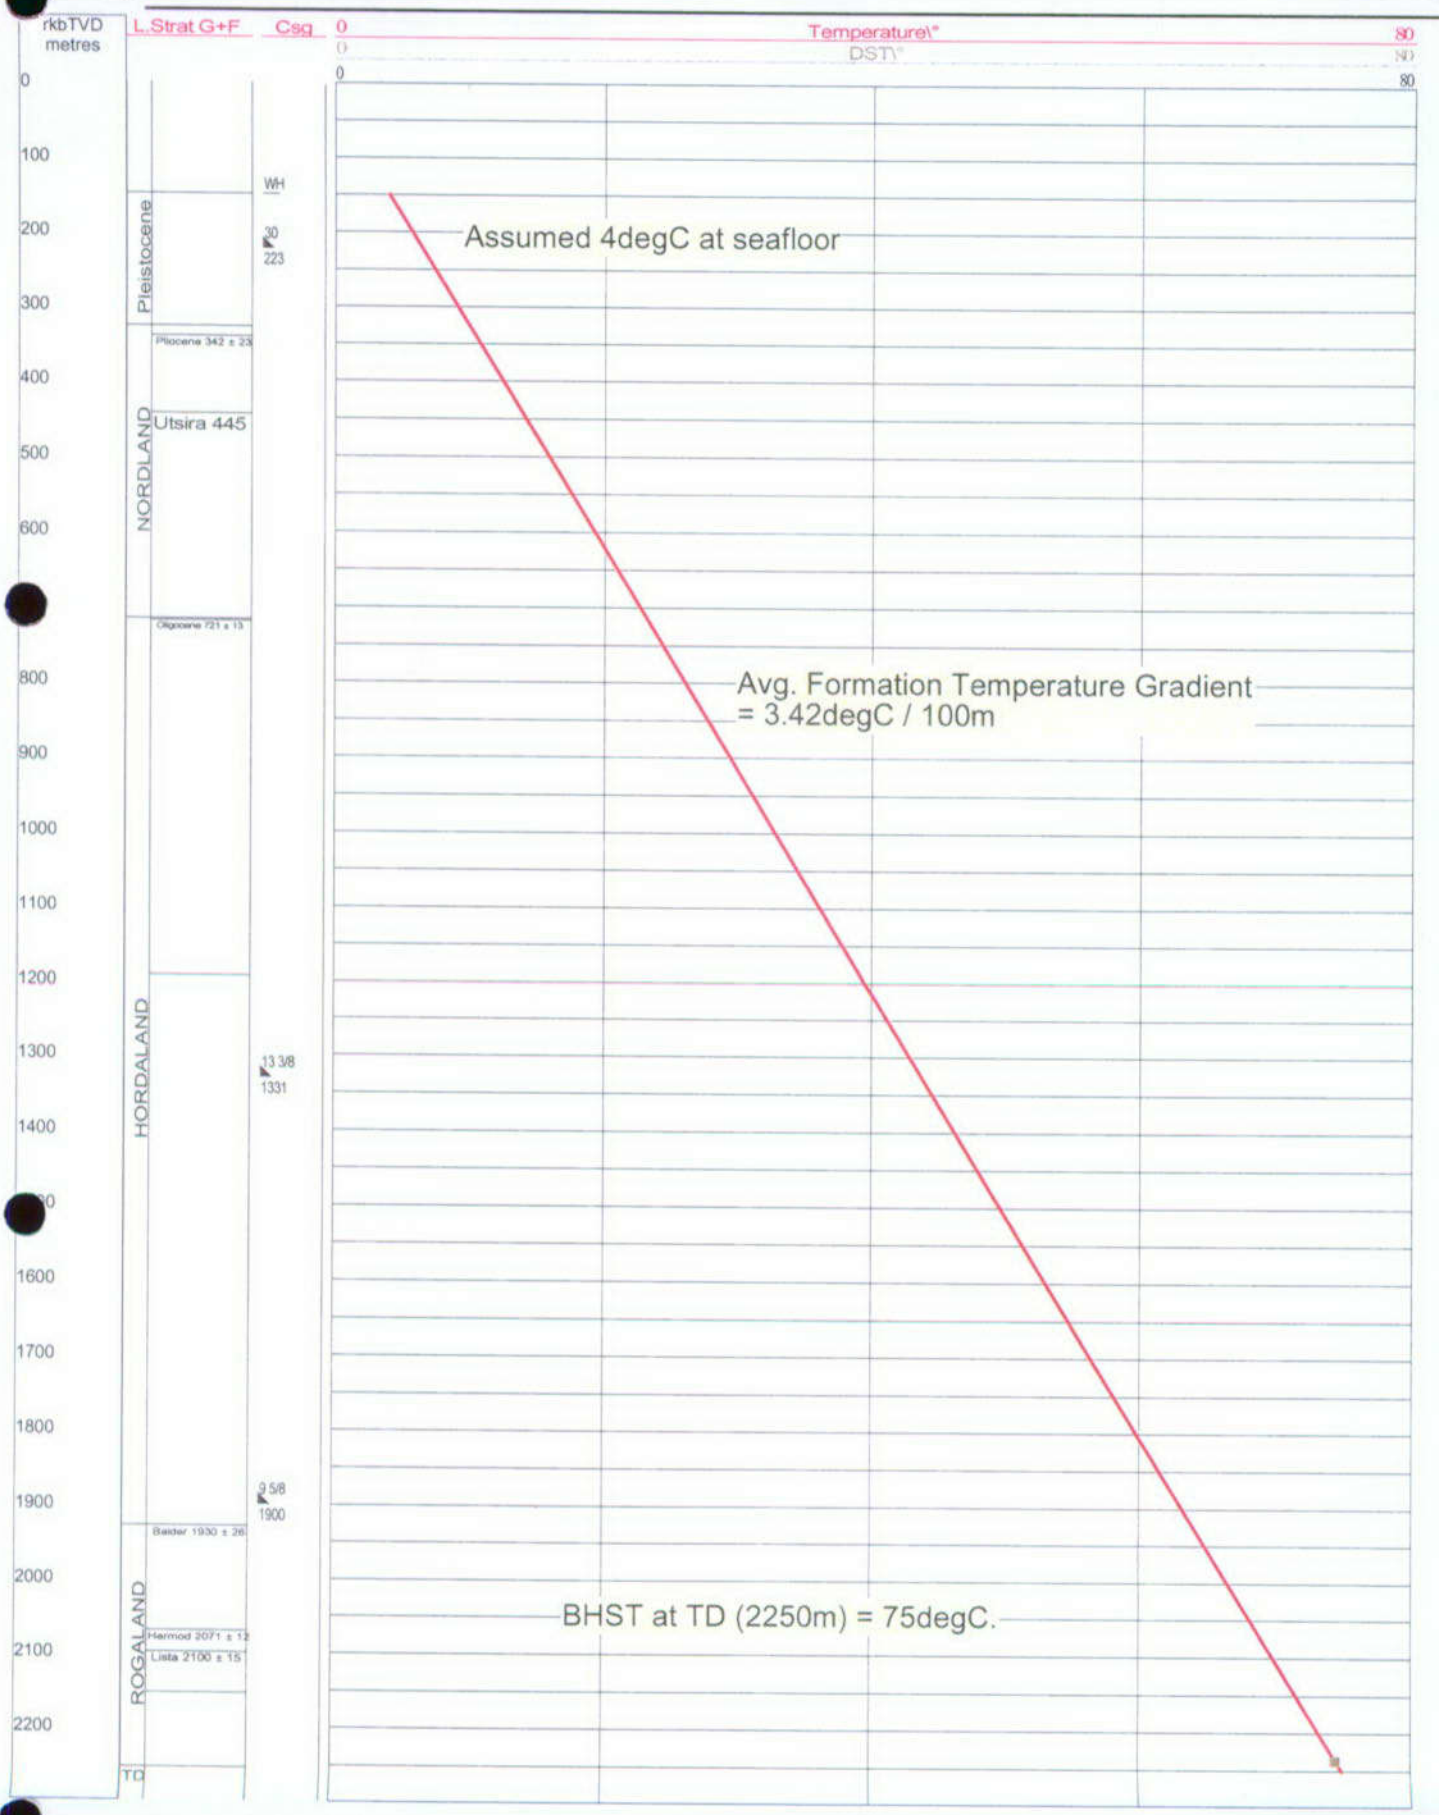 rkbTVD
metres
L.Strat G+F Csg 0 Temperature\° 80
0 DST\° 80
0 80
0
100
WH
200
Pleistocene
30
223
Assumed 4degC at seafloor
300
Pliocene 342 ± 23
400
NORDLAND
Utsira 445
500
600
Oligocene 721 ± 13
800
Avg. Formation Temperature Gradient
= 3.42degC / 100m
900
1000
1100
1200
HORDALAND
1300
13 3/8
1331
1400
1600
1700
1800
9 5/8
1900
1900
Balder 1930 ± 26
2000
ROGALAND
BHST at TD (2250m) = 75degC.
Hermod 2071 ± 12
2100
Lista 2100 ± 15
2200
TD